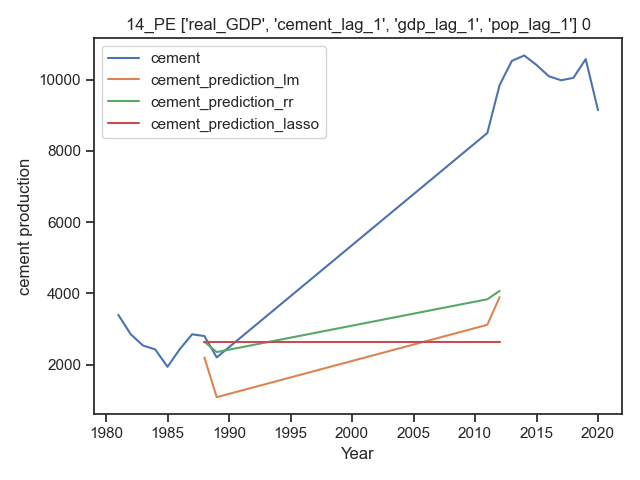 14_PE ['real_GDP', 'cement_lag_1', 'gdp_lag_1', 'pop_lag_1'] 0
cement
cement_prediction_lm
cement_prediction_rr
cement_prediction_lasso
cement production
10000
8000
6000
4000
2000
1980 1985 1990 1995 2000 2005 2010 2015 2020
Year